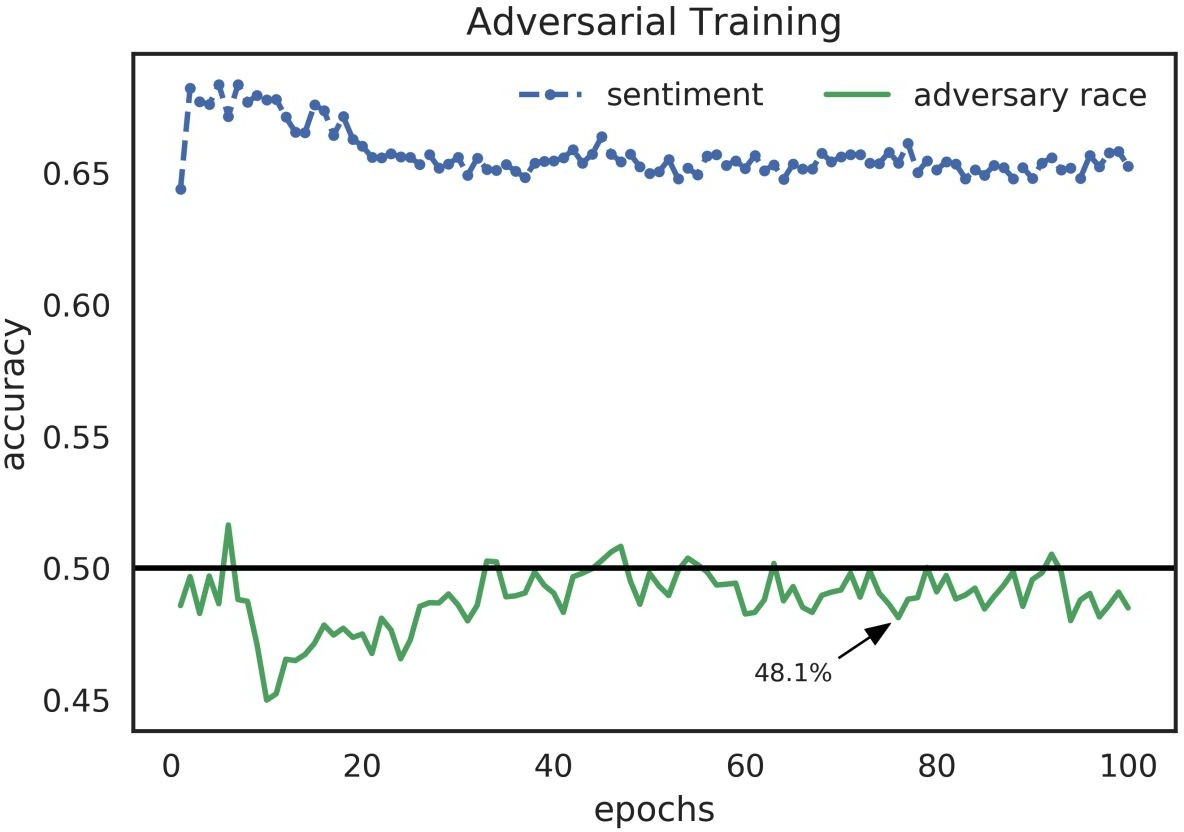 Adversarial Training
sentiment
adversary race
accuracy
0.65
0.60
0.55
0.50
0.45
48.1%
0 20 40 60 80 100
epochs